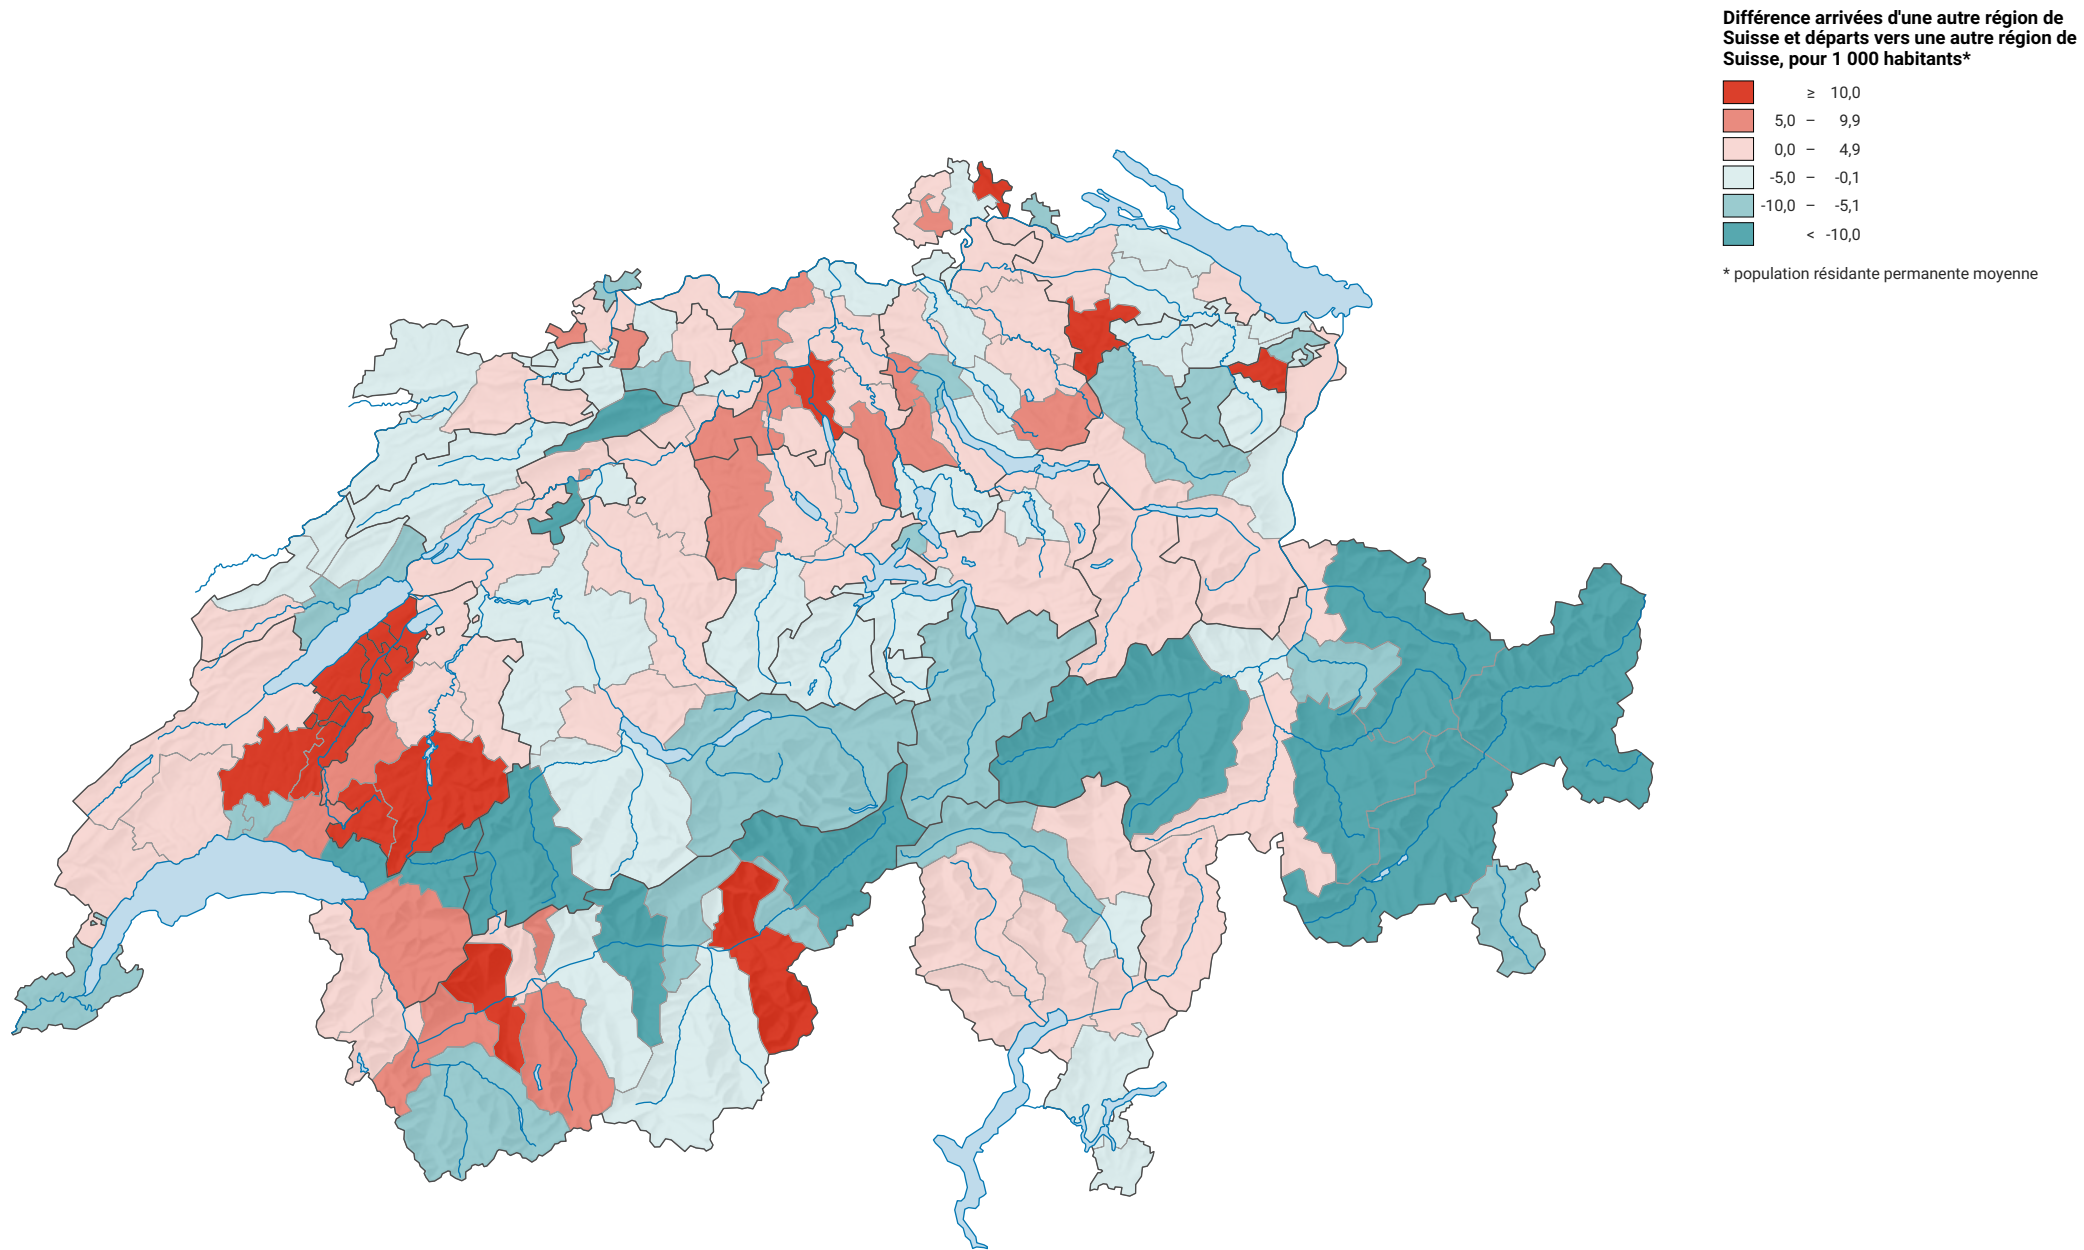 Différence arrivées d'une autre région de
Suisse et départs vers une autre région de
Suisse, pour 1 000 habitants*
≥ 10,0
5,0 – 9,9
0,0 – 4,9
-5,0 – -0,1
-10,0 – -5,1
< -10,0
* population résidante permanente moyenne